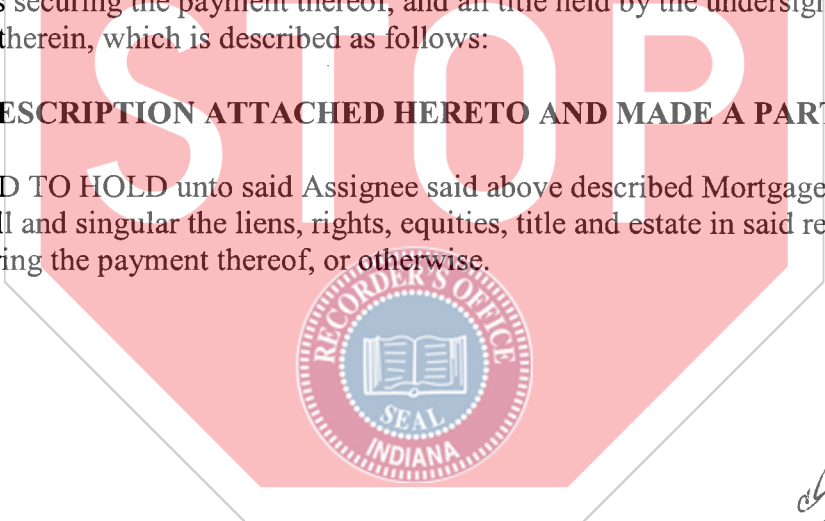 securing the payment thereof, and all title held by the undersig
therein, which is described as follows:
ESCRIPTION ATTACHED HERETO AND MADE A PAR
D TO HOLD unto said Assignee said above described Mortgage
ll and singular the liens, rights, equities, title and estate in said re
ing the payment thereof, or otherwise.
STOP
RECORDER'S OFFICE
SEAL
INDIANA